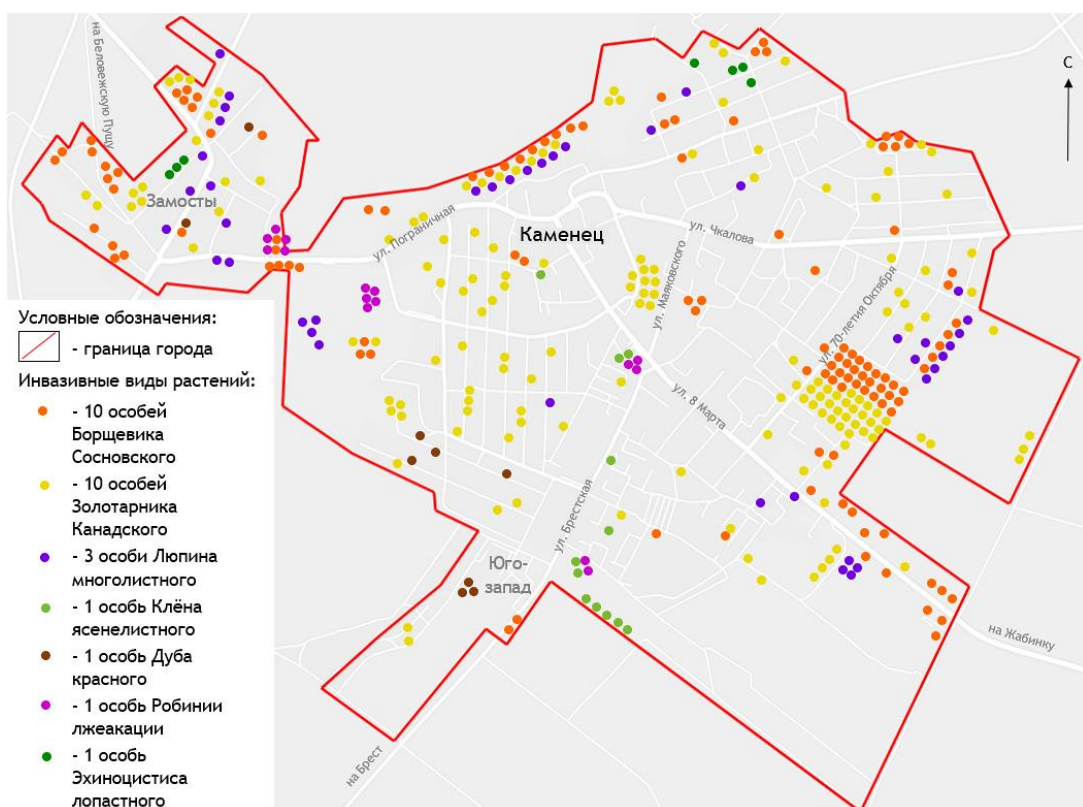 на Беловежскую Пущу
С
Замосты
ул. Пограничная
Каменец
ул. Чкалова
ул. Маяковского
ул. 70-летия Октября
ул. 8 Марта
ул. Брестская
Юго-
запад
на Жабинку
на Брест
Условные обозначения:
- граница города
Инвазивные виды растений:
- 10 особей
Борщевика
Сосновского
- 10 особей
Золотарника
Канадского
- 3 особи Люпина
многолистного
- 1 особь Клёна
ясенелистного
- 1 особь Дуба
красного
- 1 особь Робинии
лжеакации
- 1 особь
Эхиноцистиса
лопастного